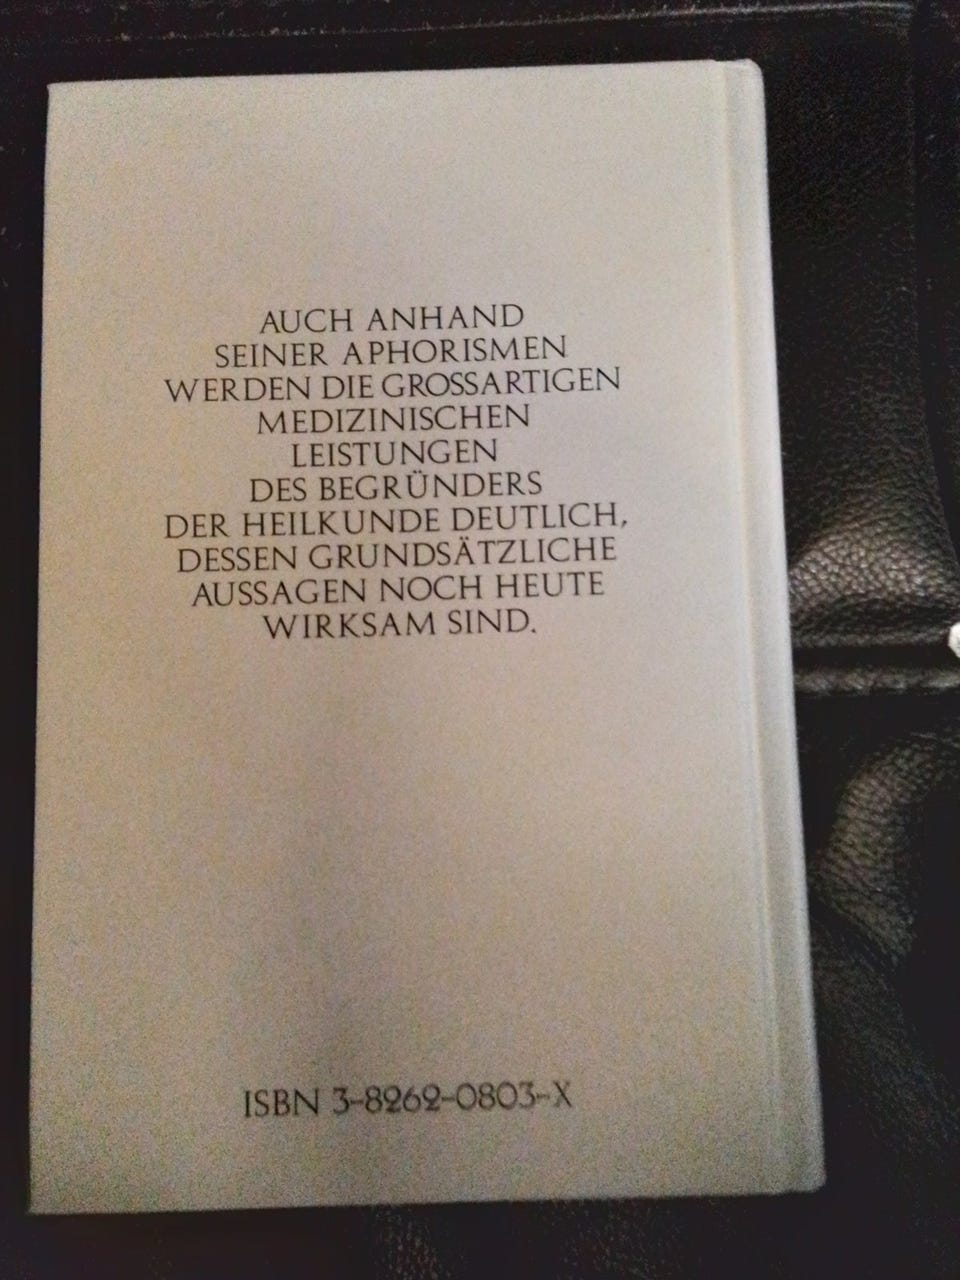 AUCH ANHAND
SEINER APHORISMEN
WERDEN DIE GROSSARTIGEN
MEDIZINISCHEN
LEISTUNGEN
DES BEGRÜNDERS
DER HEILKUNDE DEUTLICH,
DESSEN GRUNDSÄTZLICHE
AUSSAGEN NOCH HEUTE
WIRKSAM SIND.
ISBN 3-8262-0803-X